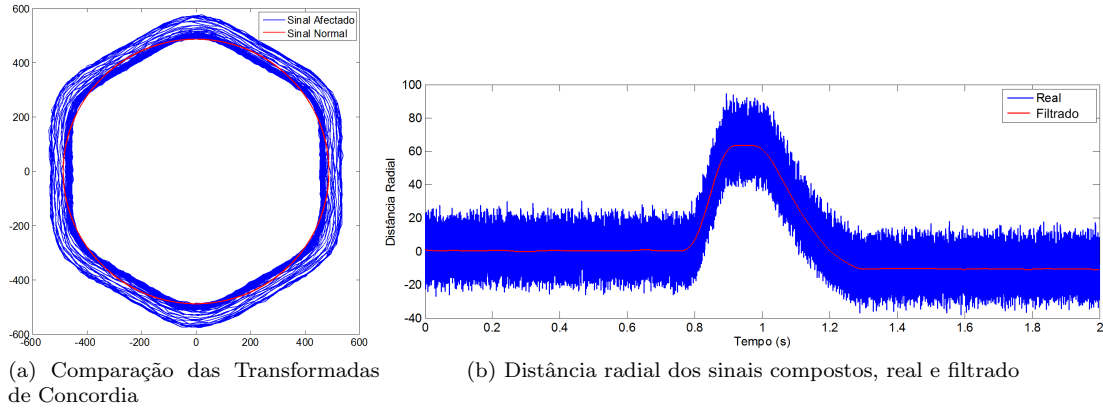 600
400
200
0
-200
-400
-600
-600 -400 -200 0 200 400 600
Sinal Afectado
Sinal Normal
(a) Comparação das Transformadas
de Concordia
100
80
60
40
20
0
-20
-40
Distância Radial
0 0.2 0.4 0.6 0.8 1 1.2 1.4 1.6 1.8 2
Tempo (s)
Real
Filtrado
(b) Distância radial dos sinais compostos, real e filtrado